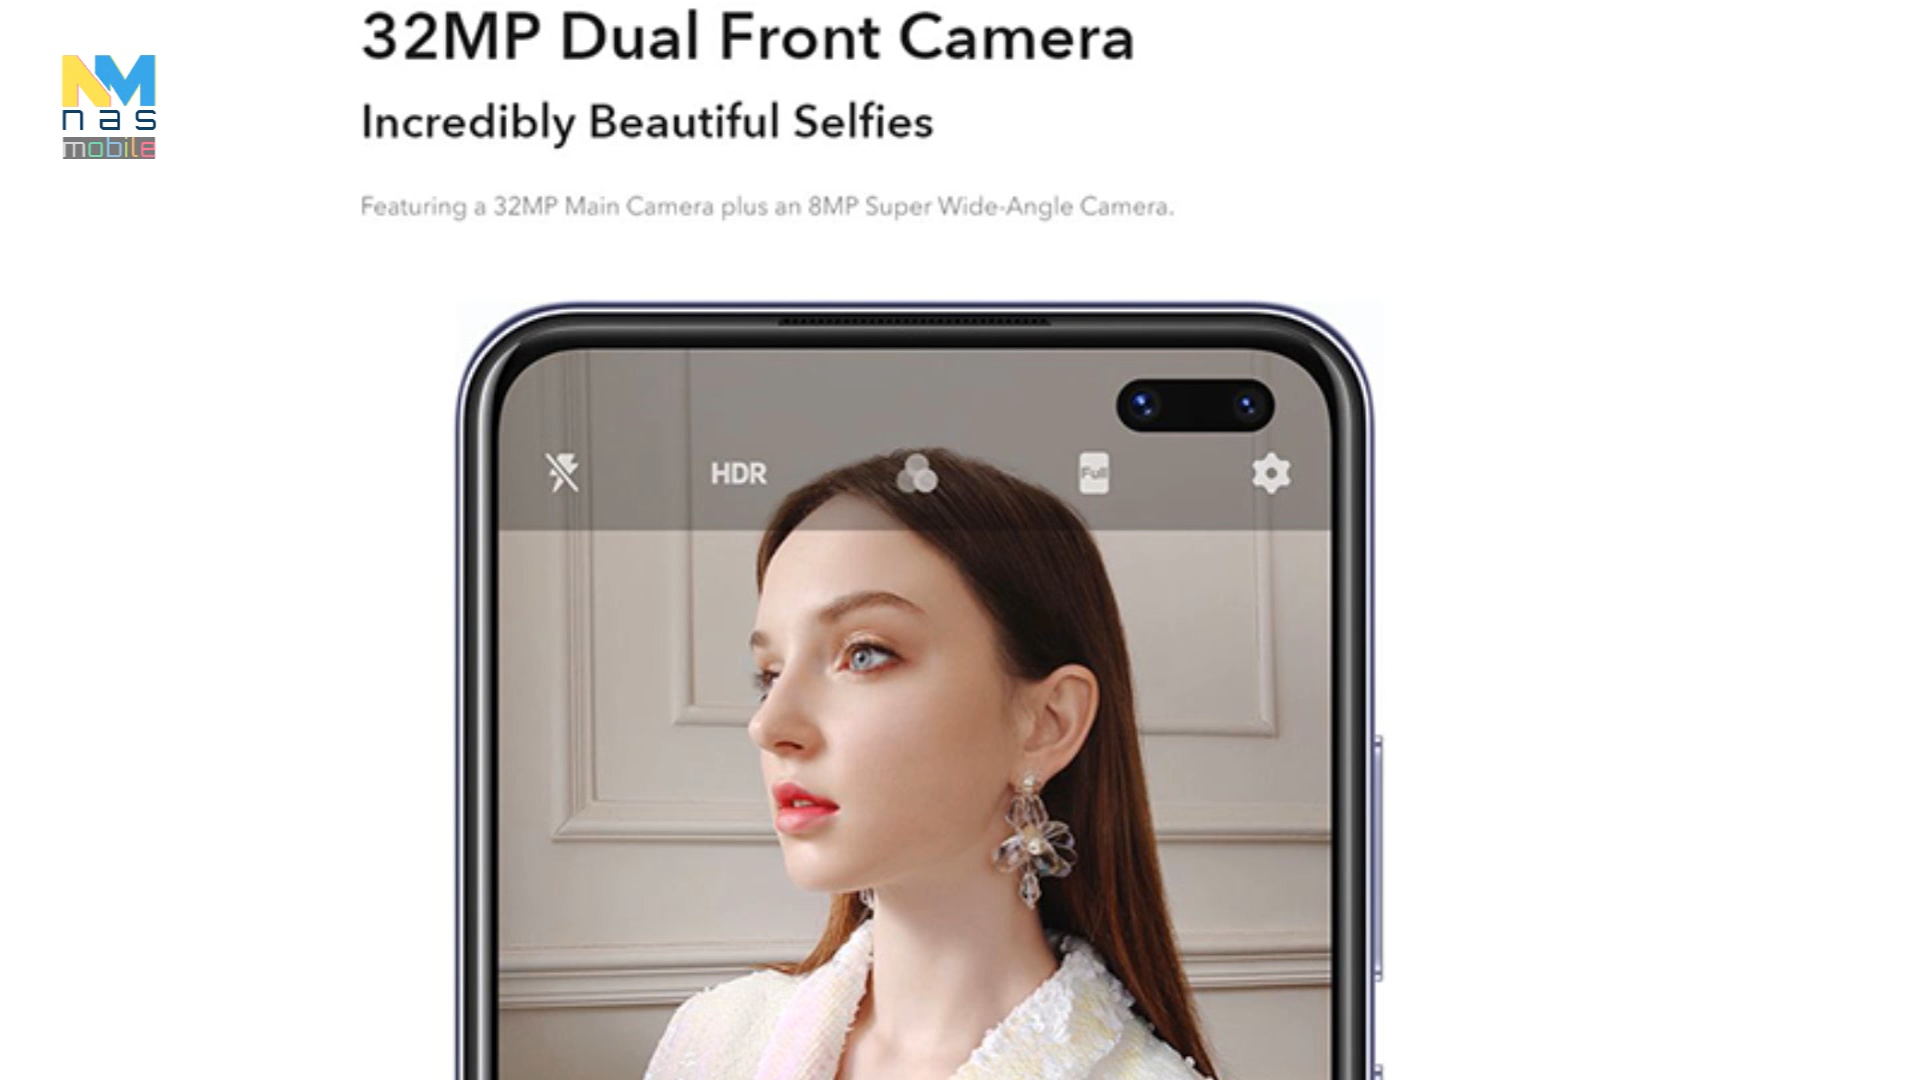 32MP Dual Front Camera
NM
nas
mobile
Incredibly Beautiful Selfies
Featuring a 32MP Main Camera plus an 8MP Super Wide-Angle Camera.
HDR
Full